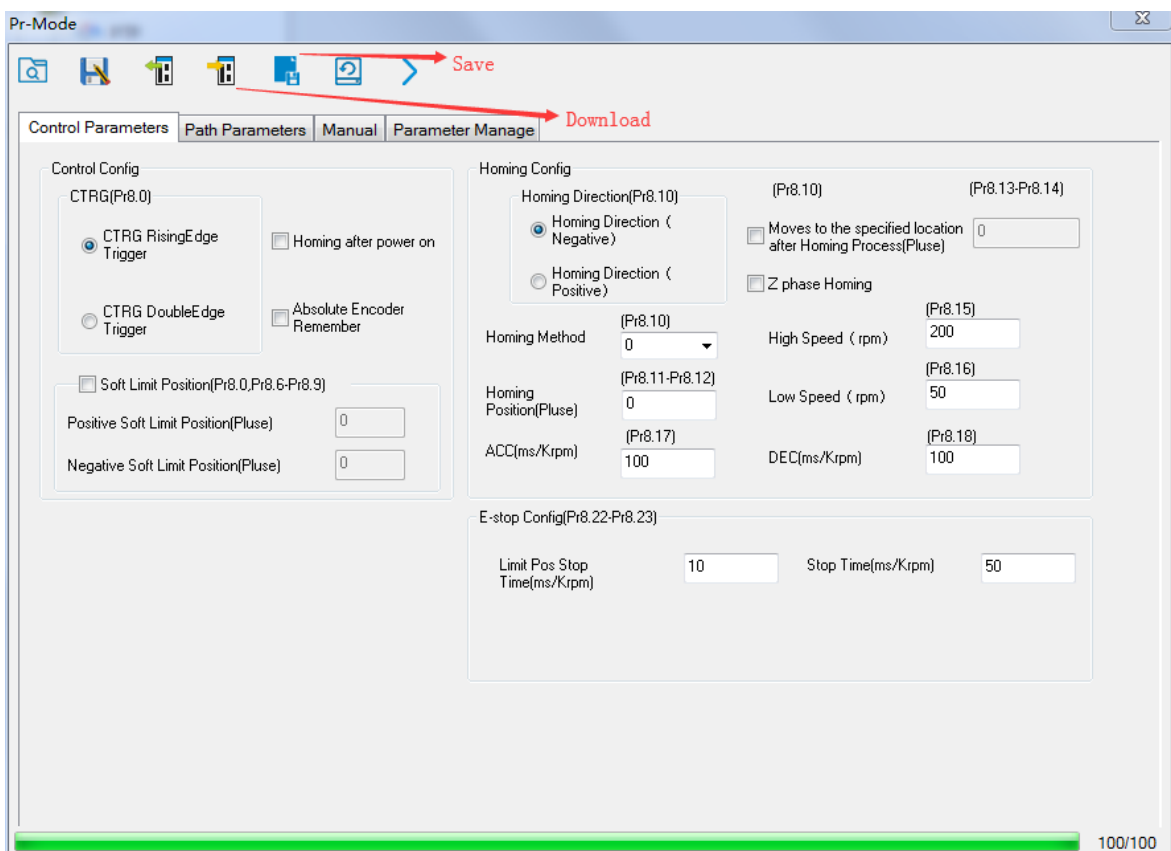 Pr-Mode
Save
Download
Control Parameters
Path Parameters
Manual
Parameter Manage
Control Config
CTRG(Pr8.0)
CTRG RisingEdge
Trigger
Homing after power on
CTRG DoubleEdge
Trigger
Absolute Encoder
Remember
Soft Limit Position(Pr8.0,Pr8.6-Pr8.9)
Positive Soft Limit Position(Pluse)
0
Negative Soft Limit Position(Pluse)
0
Homing Config
Homing Direction(Pr8.10)
Homing Direction (
Negative)
Homing Direction (
Positive)
(Pr8.10)
(Pr8.13-Pr8.14)
Moves to the specified location
after Homing Process(Pluse)
0
Z phase Homing
Homing Method
(Pr8.10)
0
High Speed ( rpm)
(Pr8.15)
200
Homing
Position(Pluse)
(Pr8.11-Pr8.12)
0
Low Speed ( rpm)
(Pr8.16)
50
ACC(ms/Krpm)
(Pr8.17)
100
DEC(ms/Krpm)
(Pr8.18)
100
E-stop Config(Pr8.22-Pr8.23)
Limit Pos Stop
Time(ms/Krpm)
10
Stop Time(ms/Krpm)
50
100/100